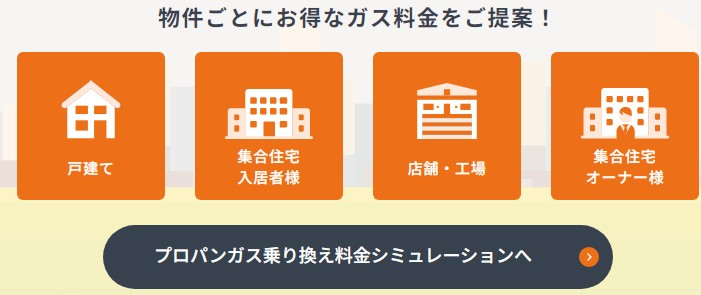 物件ごとにお得なガス料金をご提案！
戸建て
集合住宅
入居者様
店舗・工場
集合住宅
オーナー様
プロパンガス乗り換え料金シミュレーションへ